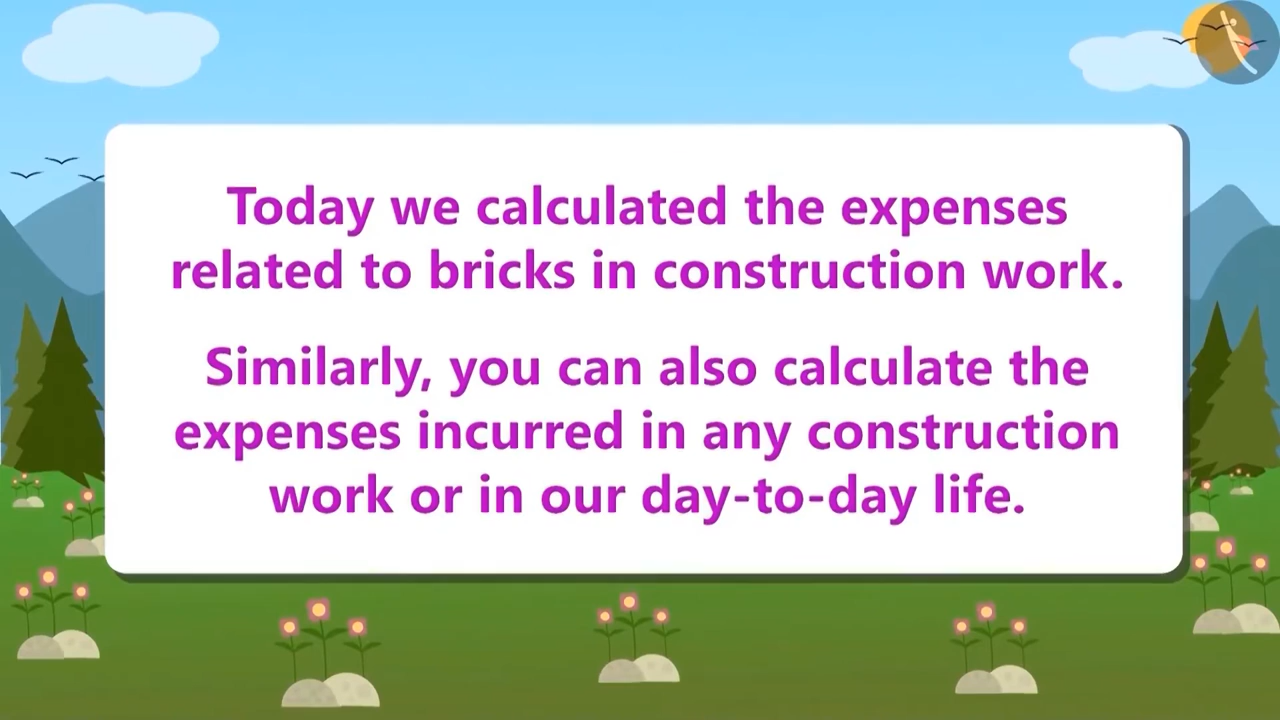 Today we calculated the expenses
related to bricks in construction work.
Similarly, you can also calculate the
expenses incurred in any construction
work or in our day-to-day life.